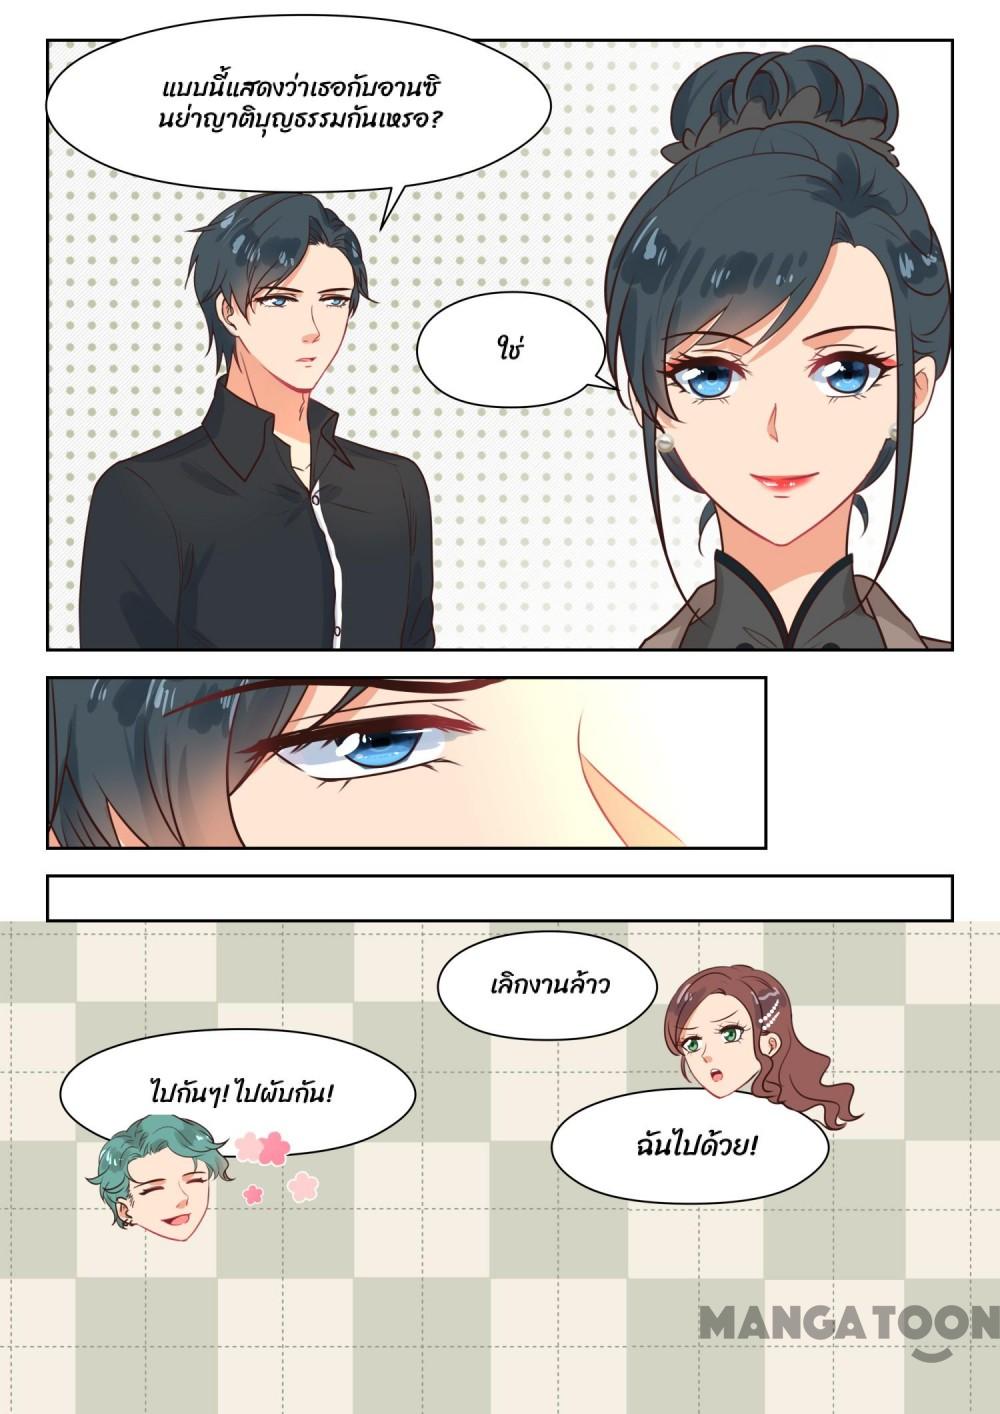 แบบนี้แสดงว่าเธอกับอานซิ
นย่าญาติบุญธรรมกันเหรอ?
ใช่
เลิกงานล้าว
ไปกันๆ! ไปผับกัน!
ฉันไปด้วย!
MANGATOON